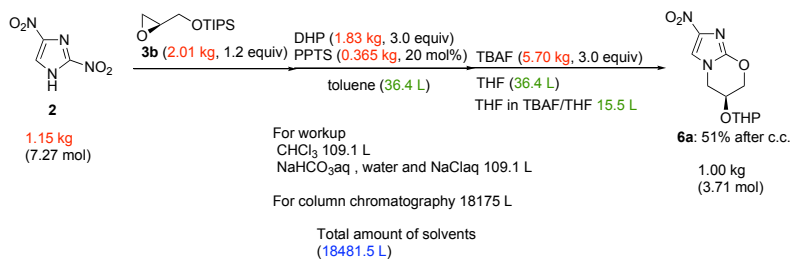 O₂N
N
N
H
NO₂
2
1.15 kg
(7.27 mol)
O
OTIPS
3b (2.01 kg, 1.2 equiv)
DHP (1.83 kg, 3.0 equiv)
PPTS (0.365 kg, 20 mol%)
toluene (36.4 L)
TBAF (5.70 kg, 3.0 equiv)
THF (36.4 L)
THF in TBAF/THF 15.5 L
NO₂
N
N
O
OTHP
6a: 51% after c.c.
1.00 kg
(3.71 mol)
For workup
CHCl₃ 109.1 L
NaHCO₃aq , water and NaClaq 109.1 L
For column chromatography 18175 L
Total amount of solvents
(18481.5 L)